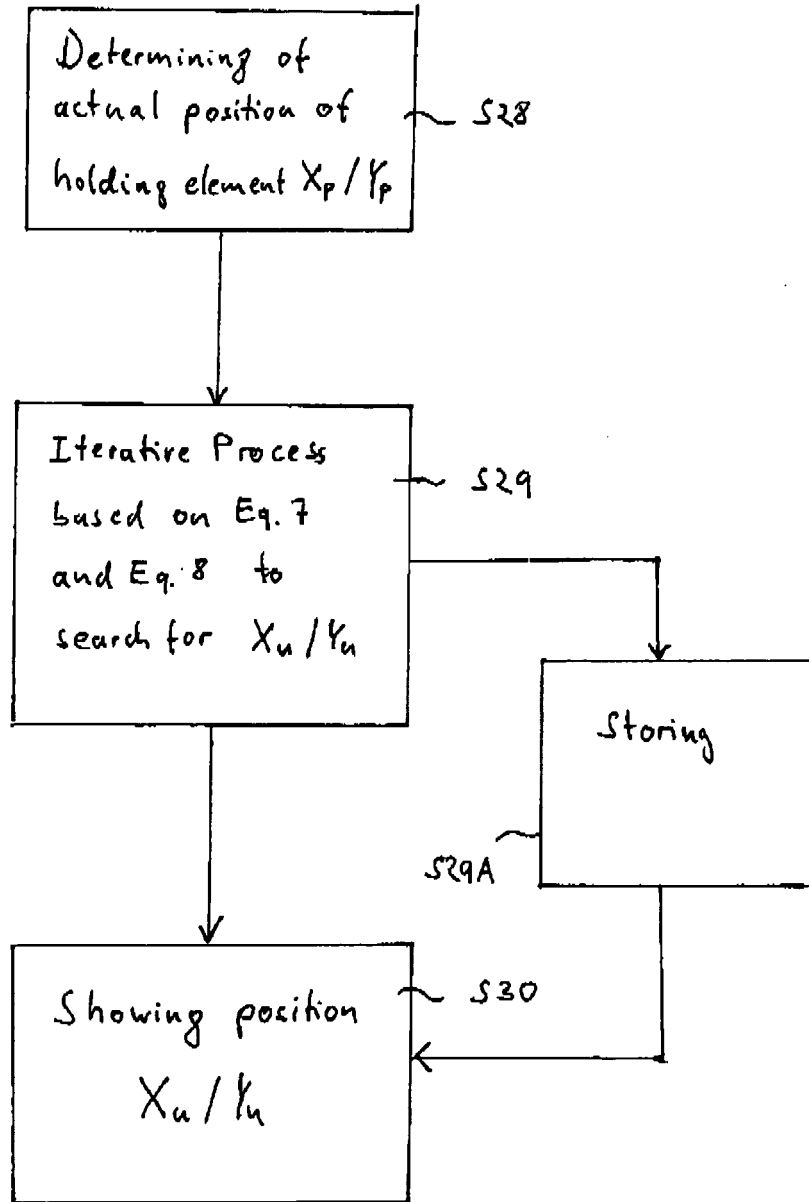 Determining of
actual position of
holding element Xp/Yp
S28
Iterative Process
based on Eq. 7
and Eq. 8 to
search for Xu/Yu
S29
Storing
S29A
Showing position
Xu/Yu
S30